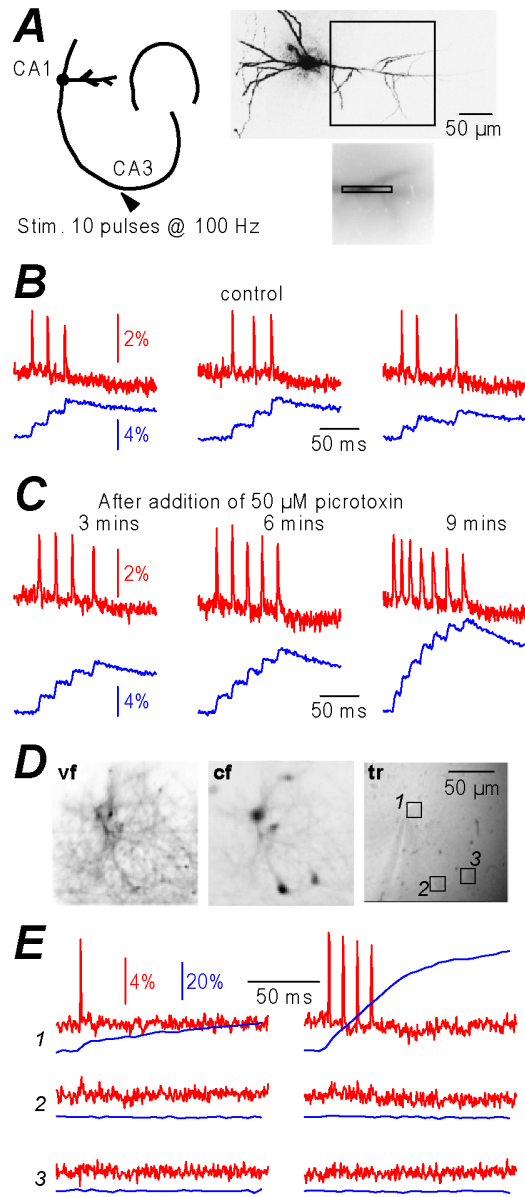 A
CA1
CA3
Stim. 10 pulses @ 100 Hz
50 µm
B
control
2%
4%
50 ms
C
After addition of 50 µM picrotoxin
3 mins 6 mins 9 mins
2%
4%
50 ms
D
vf cf tr
50 µm
1
2
3
E
4% 20% 50 ms
1
2
3